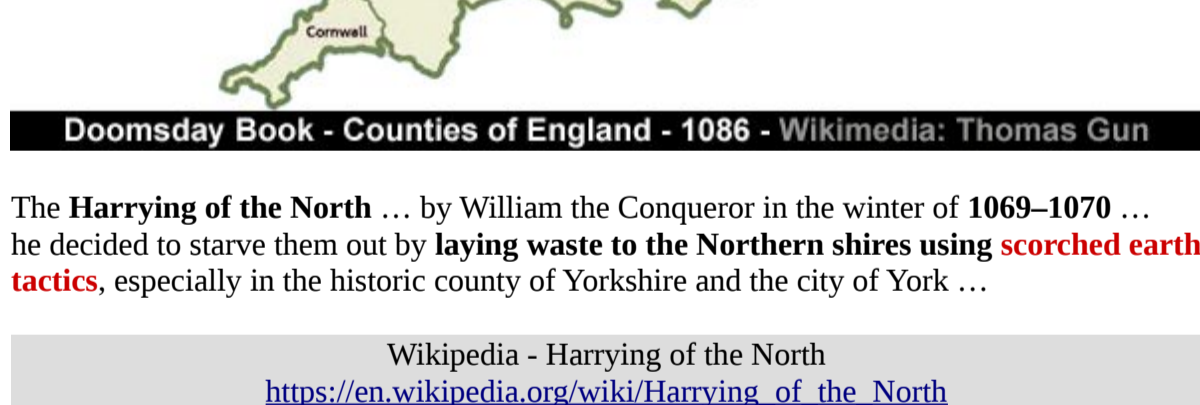 Cornwall
Doomsday Book - Counties of England - 1086 - Wikimedia: Thomas Gun
The Harrying of the North … by William the Conqueror in the winter of 1069–1070 …
he decided to starve them out by laying waste to the Northern shires using scorched earth
tactics, especially in the historic county of Yorkshire and the city of York …
Wikipedia - Harrying of the North
https://en.wikipedia.org/wiki/Harrying_of_the_North